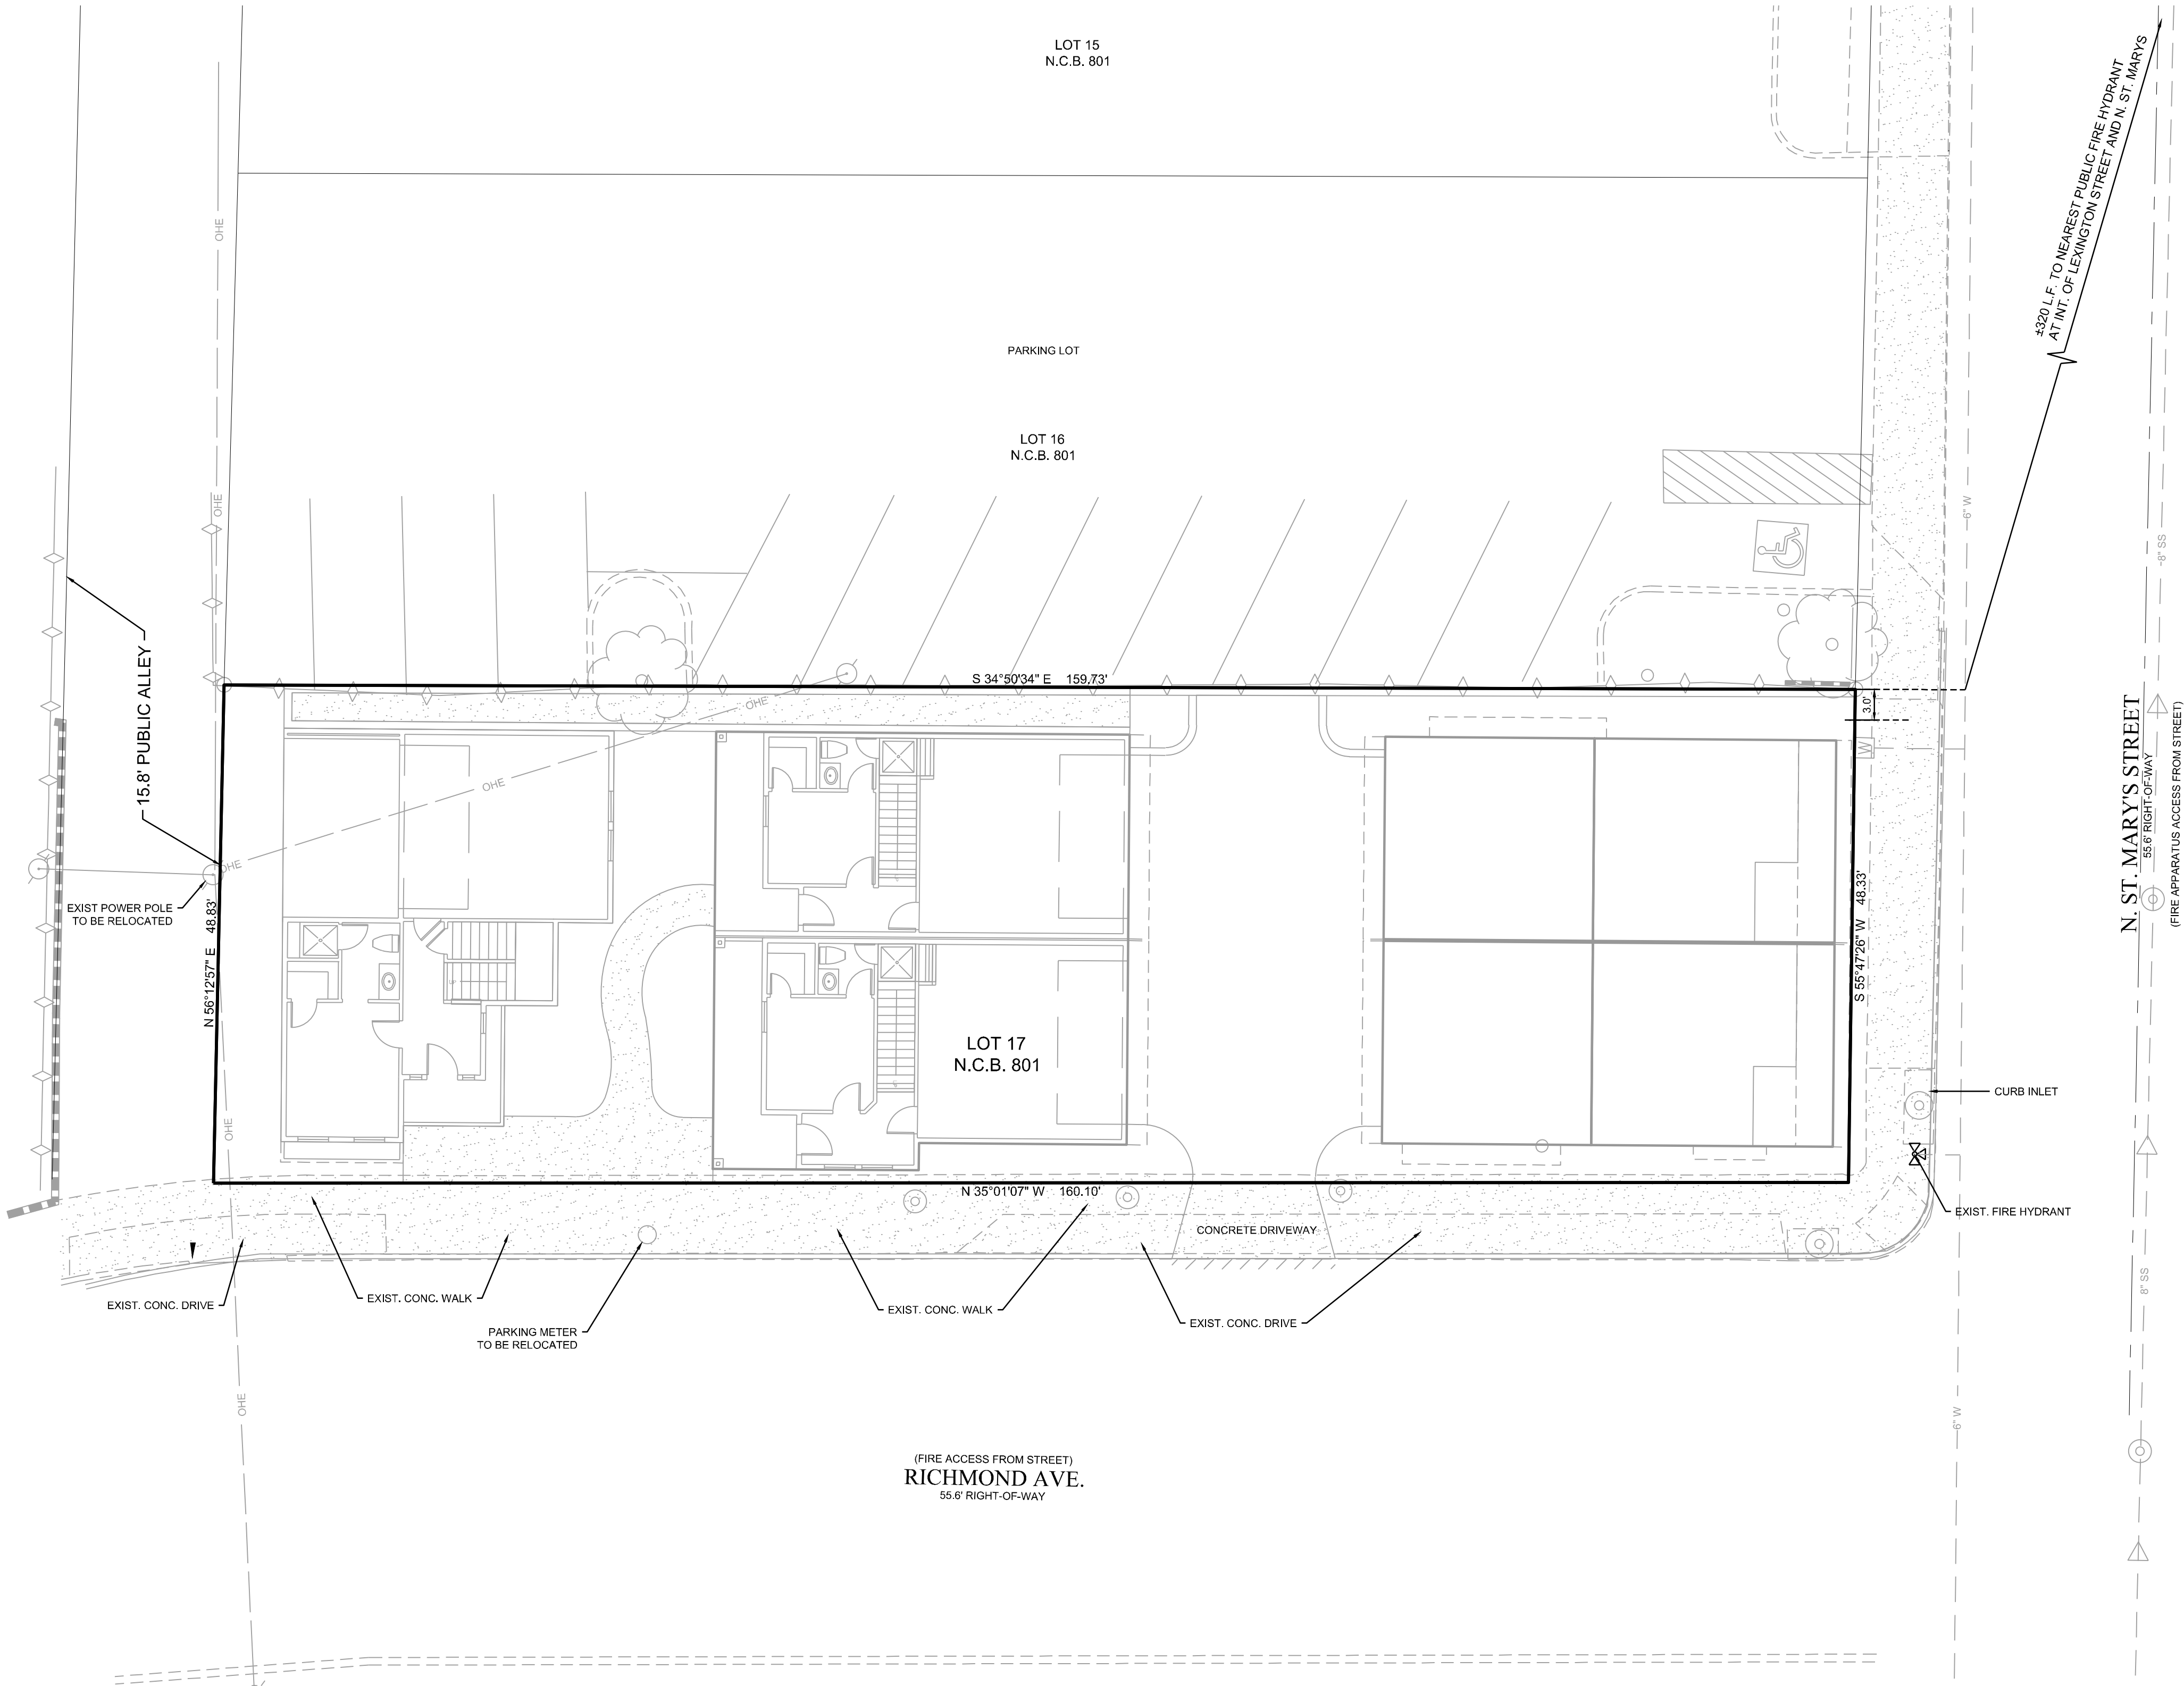 LOT 15
N.C.B. 801
±320 L.F. TO NEAREST PUBLIC FIRE HYDRANT
AT INT. OF LEXINGTON STREET AND N. ST. MARYS
OHE
PARKING LOT
LOT 16
N.C.B. 801
OHE
6" W
8" SS
15.8' PUBLIC ALLEY
S 34°50'34" E 159.73'
3.0'
OHE
OHE
OHE
W
N. ST. MARY'S STREET
55.6' RIGHT-OF-WAY
(FIRE APPARATUS ACCESS FROM STREET)
EXIST POWER POLE
TO BE RELOCATED
N 56°12'57" E 48.83'
S 55°47'26" W 48.33'
UP
LOT 17
N.C.B. 801
CURB INLET
OHE
N 35°01'07" W 160.10'
EXIST. FIRE HYDRANT
CONCRETE DRIVEWAY
EXIST. CONC. DRIVE
EXIST. CONC. WALK
EXIST. CONC. WALK
EXIST. CONC. DRIVE
PARKING METER
TO BE RELOCATED
8" SS
OHE
6" W
(FIRE ACCESS FROM STREET)
RICHMOND AVE.
55.6' RIGHT-OF-WAY